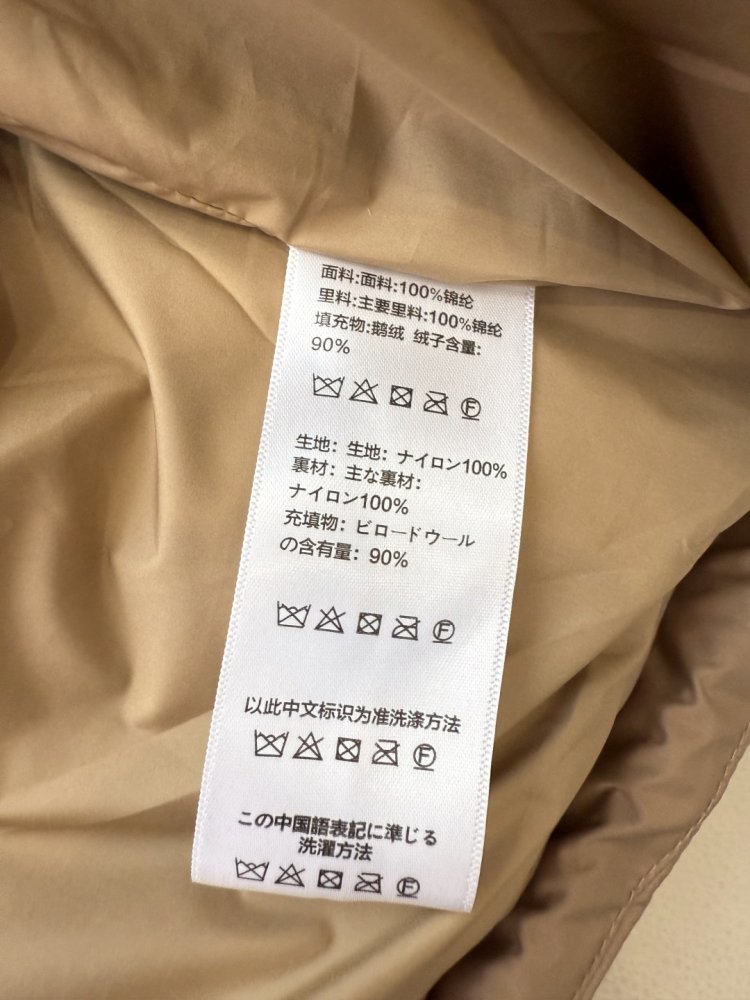 面料:面料:100%锦纶
里料:主要里料:100%锦纶
填充物:鹅绒 绒子含量:
90%
生地: 生地: ナイロン100%
裏材: 主な裏材:
ナイロン100%
充填物: ビロードウール
の含有量: 90%
以此中文标识为准洗涤方法
この中国語表記に準じる
洗濯方法